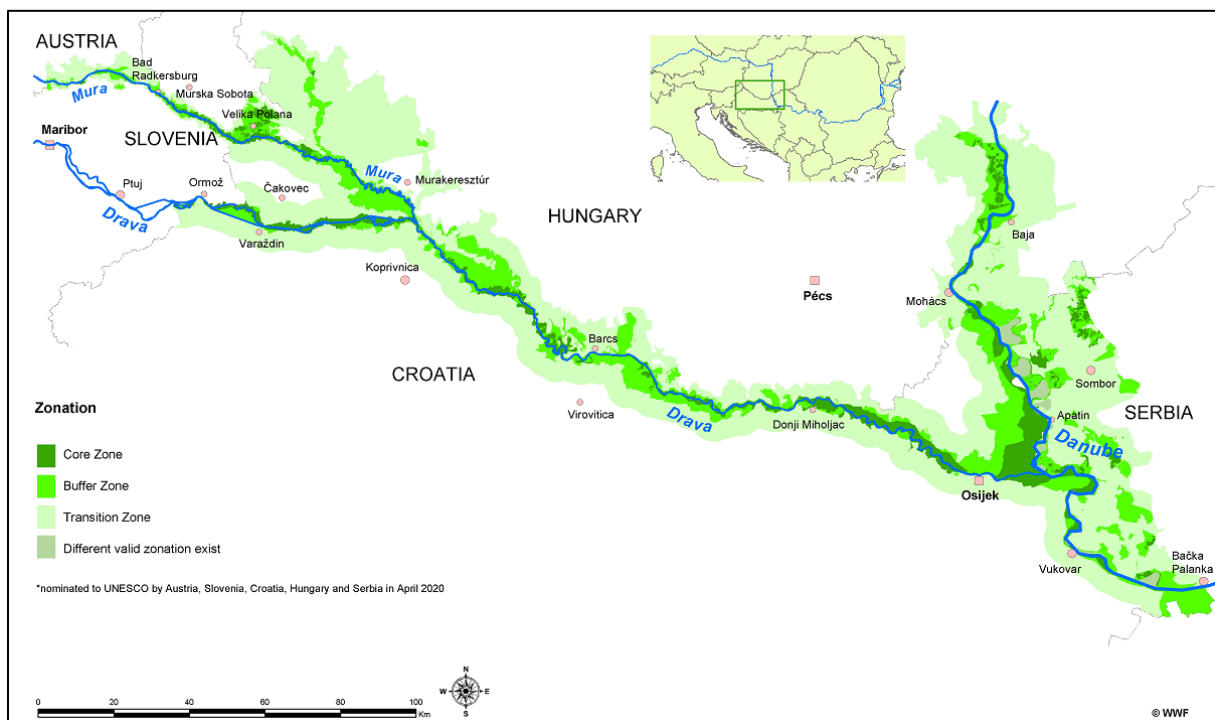 AUSTRIA
Bad
Radkersburg
Mura
Murska Sobota
Velika Polana
Maribor
SLOVENIA
Mura
Murakeresztúr
Ptuj
Ormož
Čakovec
Drava
HUNGARY
Varaždin
Baja
Koprivnica
Pécs
Mohács
Barcs
CROATIA
Sombor
Zonation
Virovitica
Drava
Donji Miholjac
SERBIA
Apatin
Danube
Core Zone
Buffer Zone
Osijek
Transition Zone
Different valid zonation exist
Vukovar
Bačka
Palanka
*nominated to UNESCO by Austria, Slovenia, Croatia, Hungary and Serbia in April 2020
N
W E
S
0 20 40 60 80 100
Km
© WWF